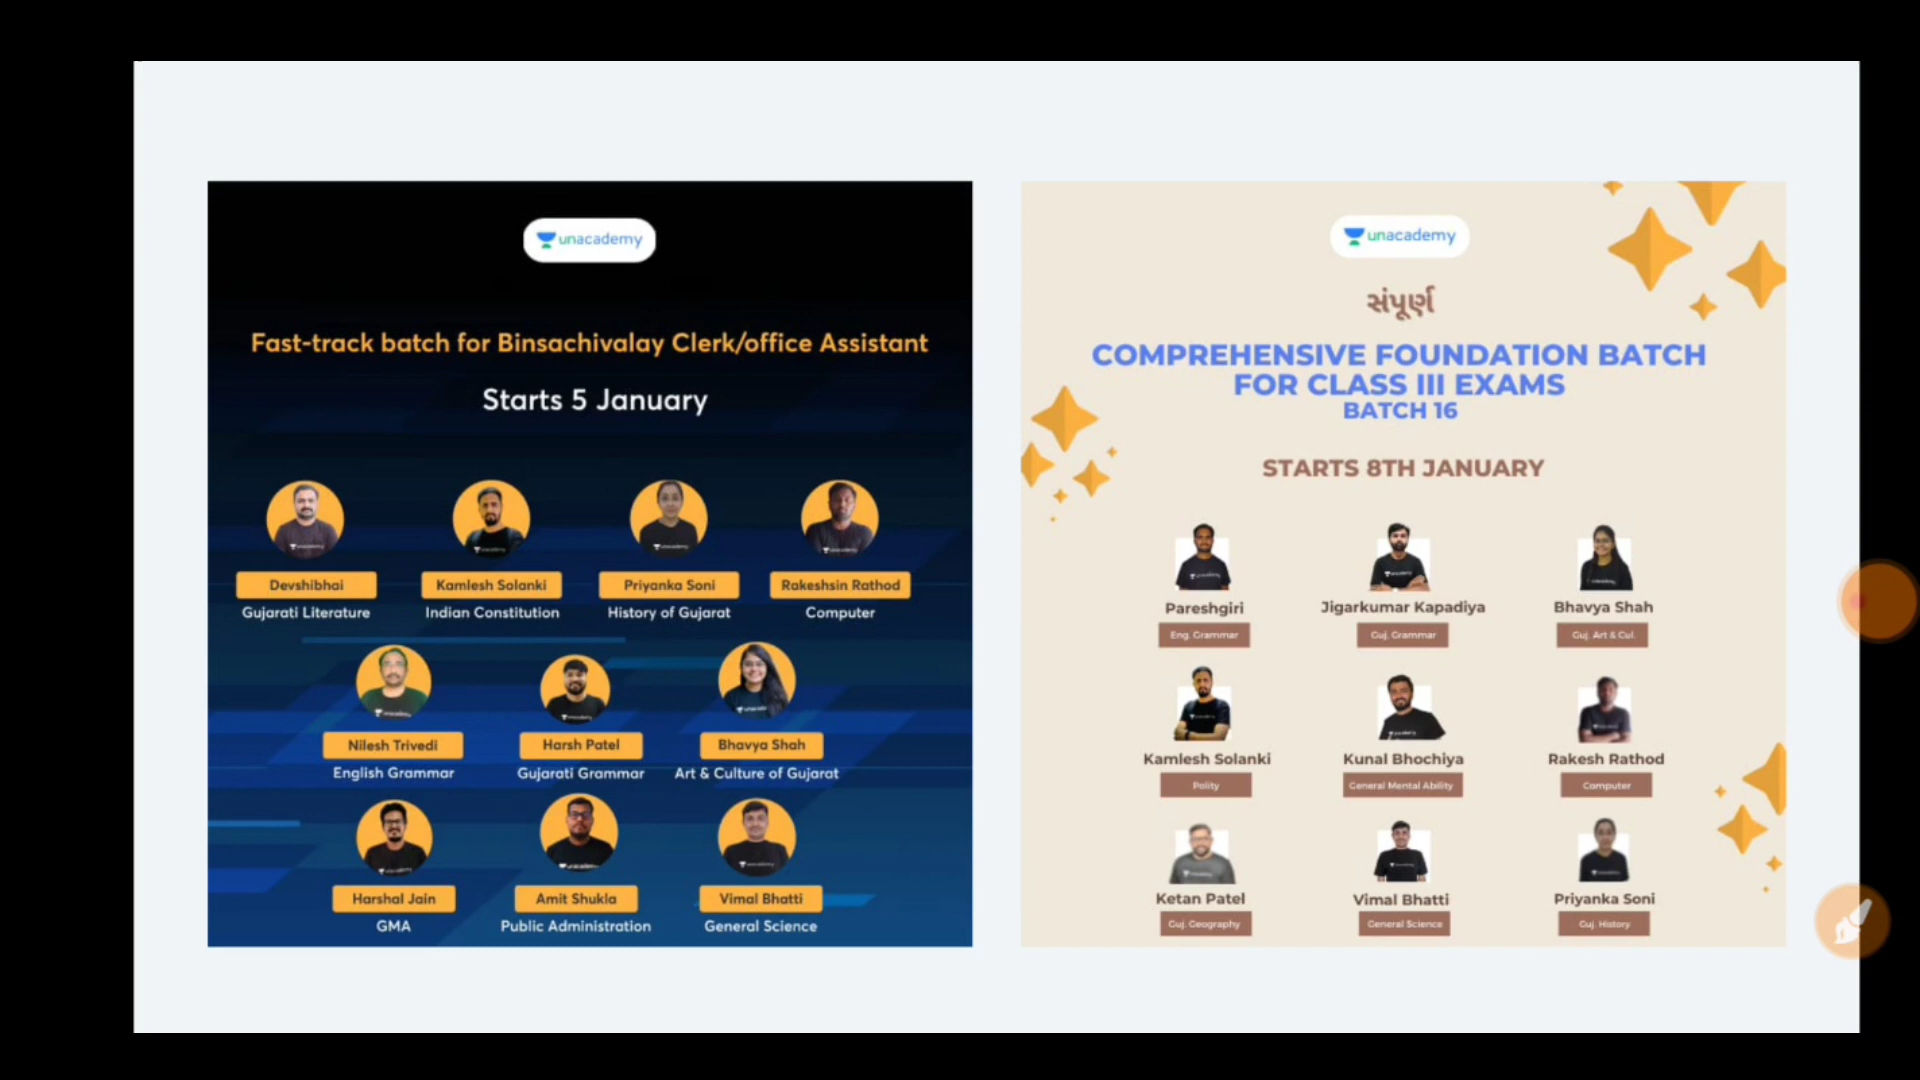 unacademy
Fast-track batch for Binsachivalay Clerk/office Assistant
Starts 5 January
Devshibhai
Gujarati Literature
Kamlesh Solanki
Indian Constitution
Priyanka Soni
History of Gujarat
Rakeshsin Rathod
Computer
Nilesh Trivedi
English Grammar
Harsh Patel
Gujarati Grammar
Bhavya Shah
Art & Culture of Gujarat
Harshal Jain
GMA
Amit Shukla
Public Administration
Vimal Bhatti
General Science
unacademy
સંપૂર્ણ
COMPREHENSIVE FOUNDATION BATCH
FOR CLASS III EXAMS
BATCH 16
STARTS 8TH JANUARY
Pareshgiri
Eng. Grammar
Jigarkumar Kapadiya
Guj. Grammar
Bhavya Shah
Guj. Art & Cul.
Kamlesh Solanki
Polity
Kunal Bhochiya
General Mental Ability
Rakesh Rathod
Computer
Ketan Patel
Guj. Geography
Vimal Bhatti
General Science
Priyanka Soni
Guj. History